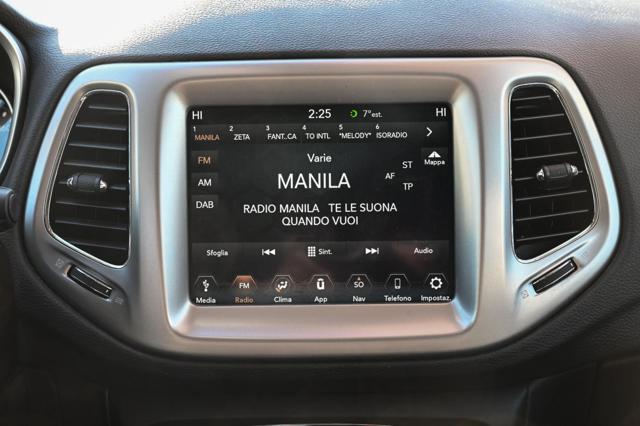 HI 2:25 7°est. HI
1 2 3 4 5 6
MANILA ZETA FANT..CA TO INTL *MELODY* ISORADIO
FM Varie ST Mappa
MANILA AF
AM TP
DAB RADIO MANILA TE LE SUONA
QUANDO VUOI
Sfoglia Sint. Audio
FM SO
Media Radio Clima App Nav Telefono Impostaz.